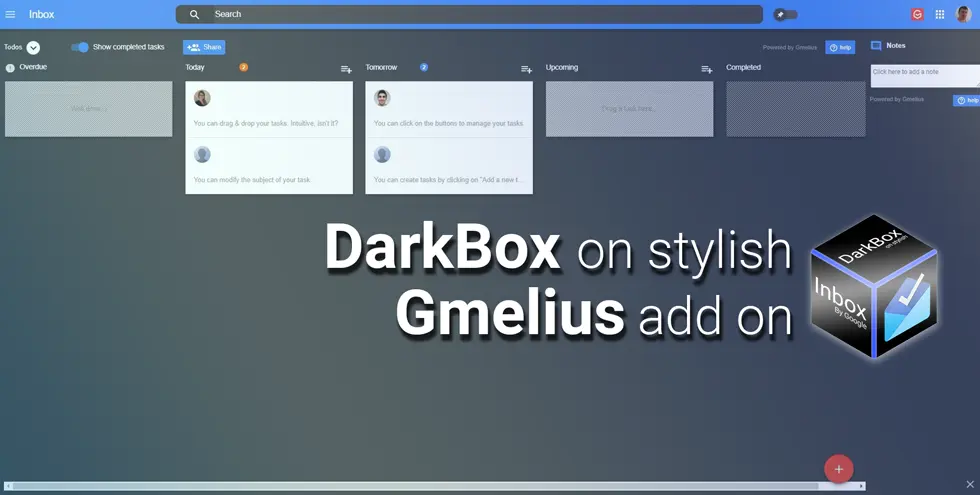 Inbox
Search
Todos
Show completed tasks
Share
Powered by Gmelius
help
Notes
Overdue
Today
2
Tomorrow
2
Upcoming
Completed
Click here to add a note
Powered by Gmelius
help
Well done...
Drag a task here...
You can drag & drop your tasks. Intuitive, isn't it?
You can click on the buttons to manage your tasks
You can modify the subject of your task
You can create tasks by clicking on "Add a new t...
DarkBox on stylish
Gmelius add on
DarkBox
on stylish
Inbox
By Google